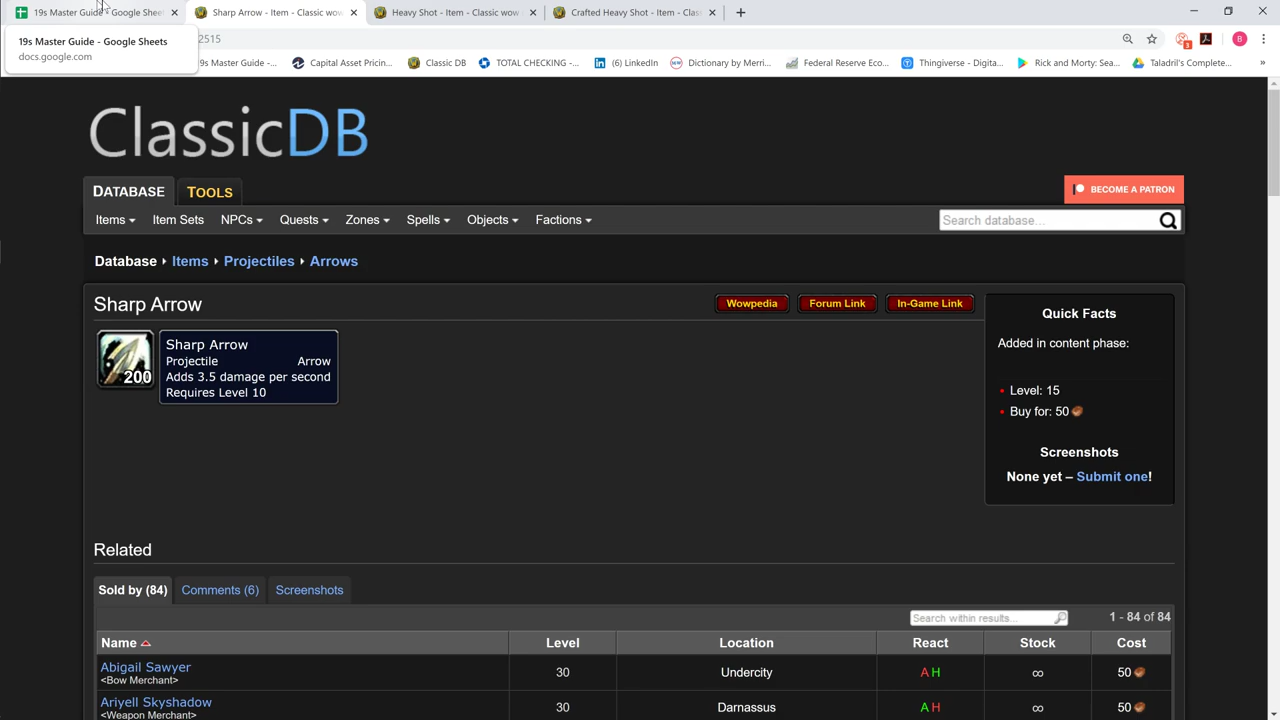 19s Master Guide - Google Sheet
Sharp Arrow - Item - Classic wow
Heavy Shot - Item - Classic wow
Crafted Heavy Shot - Item - Clas
19s Master Guide - Google Sheets
docs.google.com
2515
3
B
19s Master Guide -...
Capital Asset Pricin...
Classic DB
TOTAL CHECKING -...
(6) LinkedIn
Dictionary by Merri...
Federal Reserve Eco...
Thingiverse - Digita...
Rick and Morty: Sea...
Taladril's Complete...
»
ClassicDB
DATABASE
TOOLS
BECOME A PATRON
Items
Item Sets
NPCs
Quests
Zones
Spells
Objects
Factions
Search database...
Database
Items
Projectiles
Arrows
Sharp Arrow
Wowpedia
Forum Link
In-Game Link
Quick Facts
Added in content phase:
Level: 15
Buy for: 50
Screenshots
None yet – Submit one!
200
Sharp Arrow
Projectile Arrow
Adds 3.5 damage per second
Requires Level 10
Related
Sold by (84)
Comments (6)
Screenshots
Search within results...
1 - 84 of 84
Name Level Location React Stock Cost
Abigail Sawyer 30 Undercity A H ∞ 50
<Bow Merchant>
Ariyell Skyshadow 30 Darnassus A H ∞ 50
<Weapon Merchant>